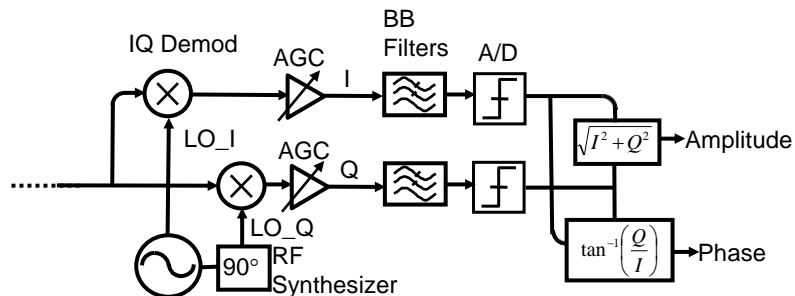 BB
Filters
IQ Demod
AGC
I
A/D
LO_I
√I² + Q²
Amplitude
AGC
Q
LO_Q
90°
RF
Synthesizer
tan⁻¹(Q/I)
Phase